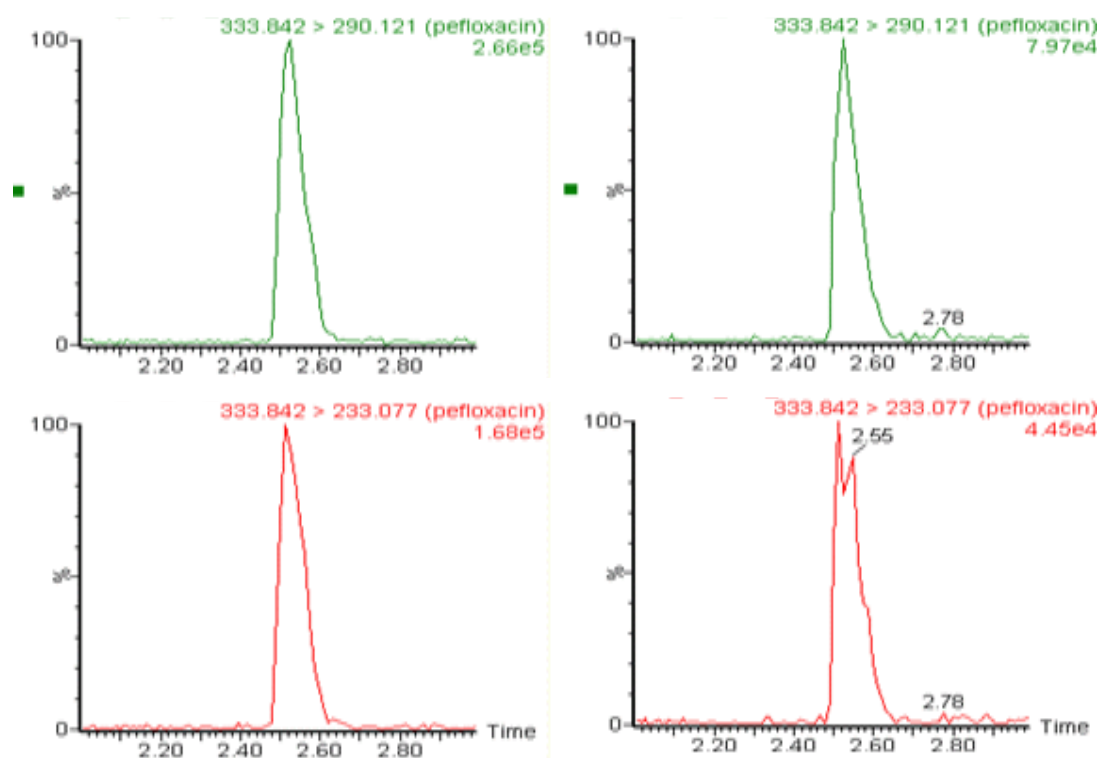 333.842 > 290.121 (pefloxacin)
2.66e5
100
%
0
2.20 2.40 2.60 2.80
333.842 > 290.121 (pefloxacin)
7.97e4
100
%
2.78
0
2.20 2.40 2.60 2.80
333.842 > 233.077 (pefloxacin)
1.68e5
100
%
0
Time
2.20 2.40 2.60 2.80
333.842 > 233.077 (pefloxacin)
4.45e4
100
2.55
%
2.78
0
Time
2.20 2.40 2.60 2.80